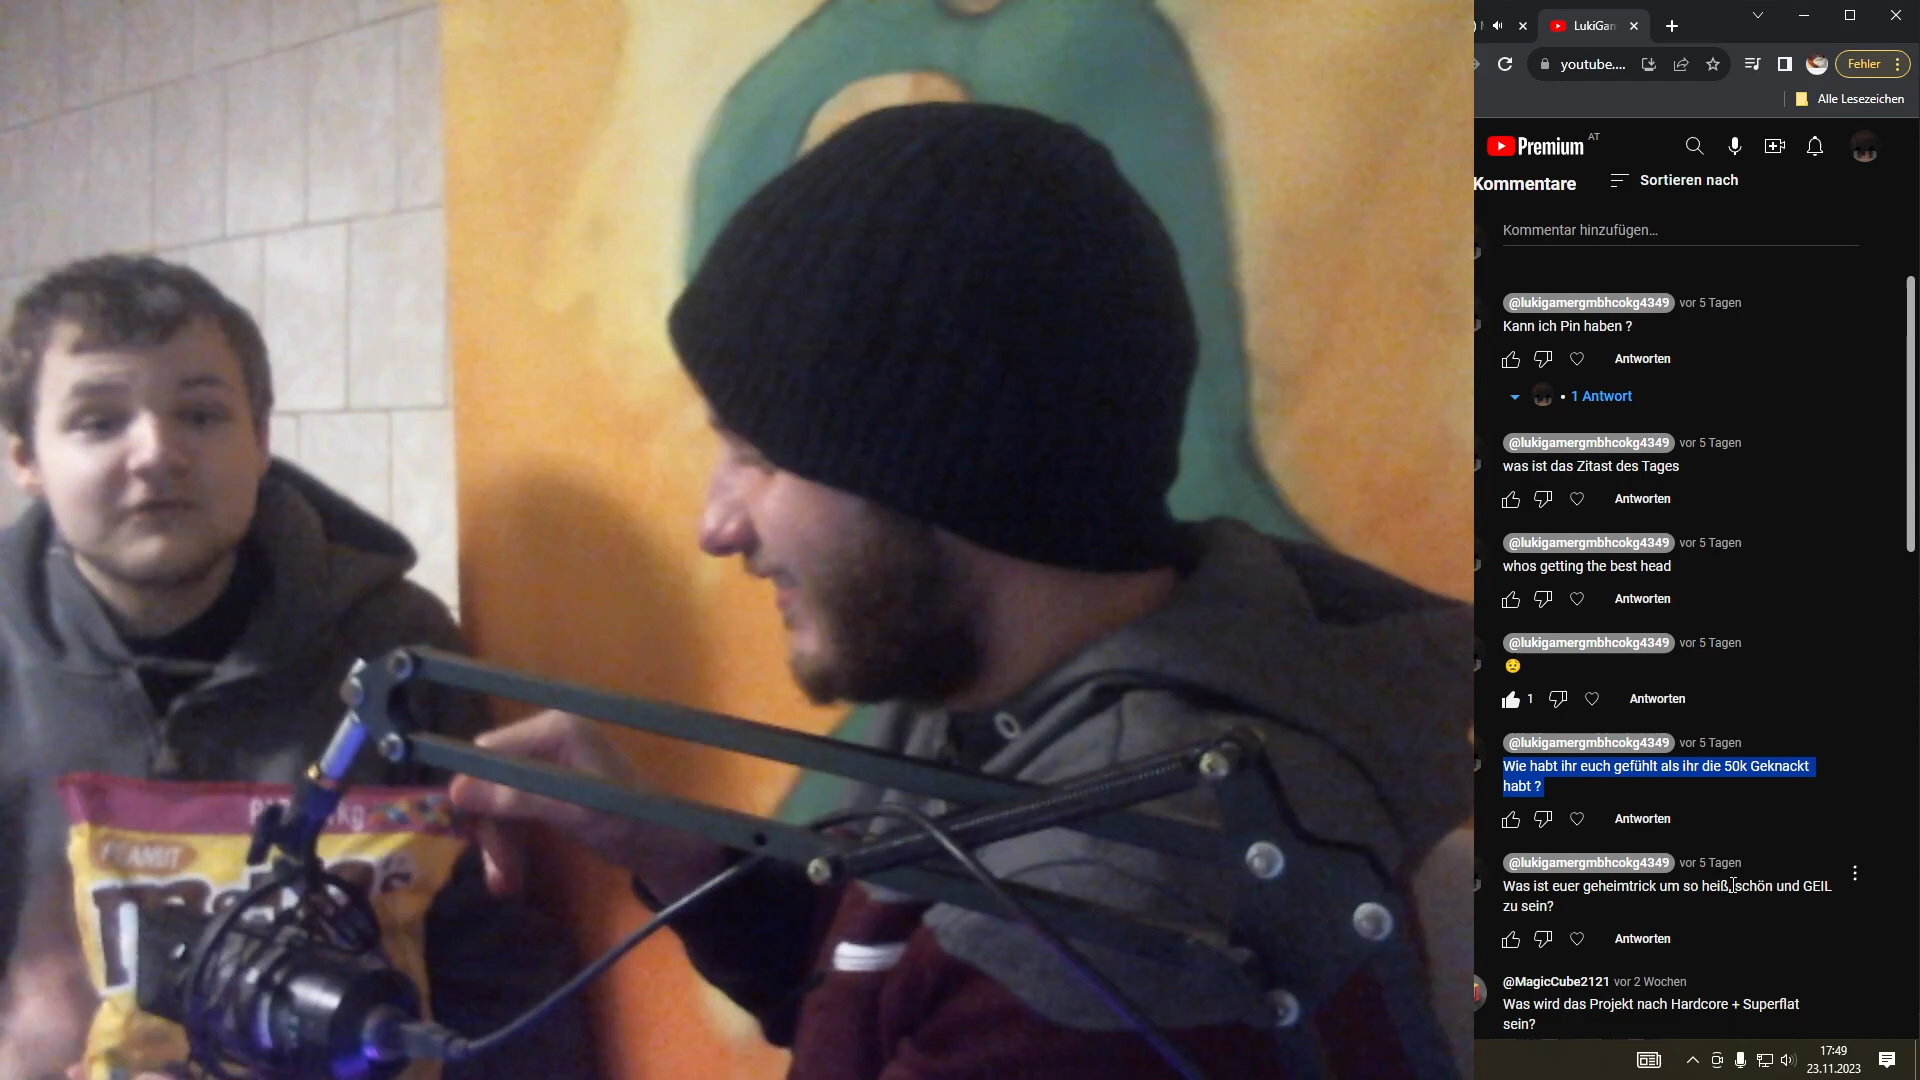 LukiGam
youtube....
Fehler
Alle Lesezeichen
Premium
AT
Kommentare
Sortieren nach
Kommentar hinzufügen...
@lukigamergmbhcokg4349 vor 5 Tagen
Kann ich Pin haben ?
Antworten
• 1 Antwort
@lukigamergmbhcokg4349 vor 5 Tagen
was ist das Zitast des Tages
Antworten
@lukigamergmbhcokg4349 vor 5 Tagen
whos getting the best head
Antworten
@lukigamergmbhcokg4349 vor 5 Tagen
😟
1 Antworten
@lukigamergmbhcokg4349 vor 5 Tagen
Wie habt ihr euch gefühlt als ihr die 50k Geknackt
habt ?
Antworten
@lukigamergmbhcokg4349 vor 5 Tagen
Was ist euer geheimtrick um so heiß,schön und GEIL
zu sein?
Antworten
@MagicCube2121 vor 2 Wochen
Was wird das Projekt nach Hardcore + Superflat
sein?
17:49
23.11.2023
PEANUT